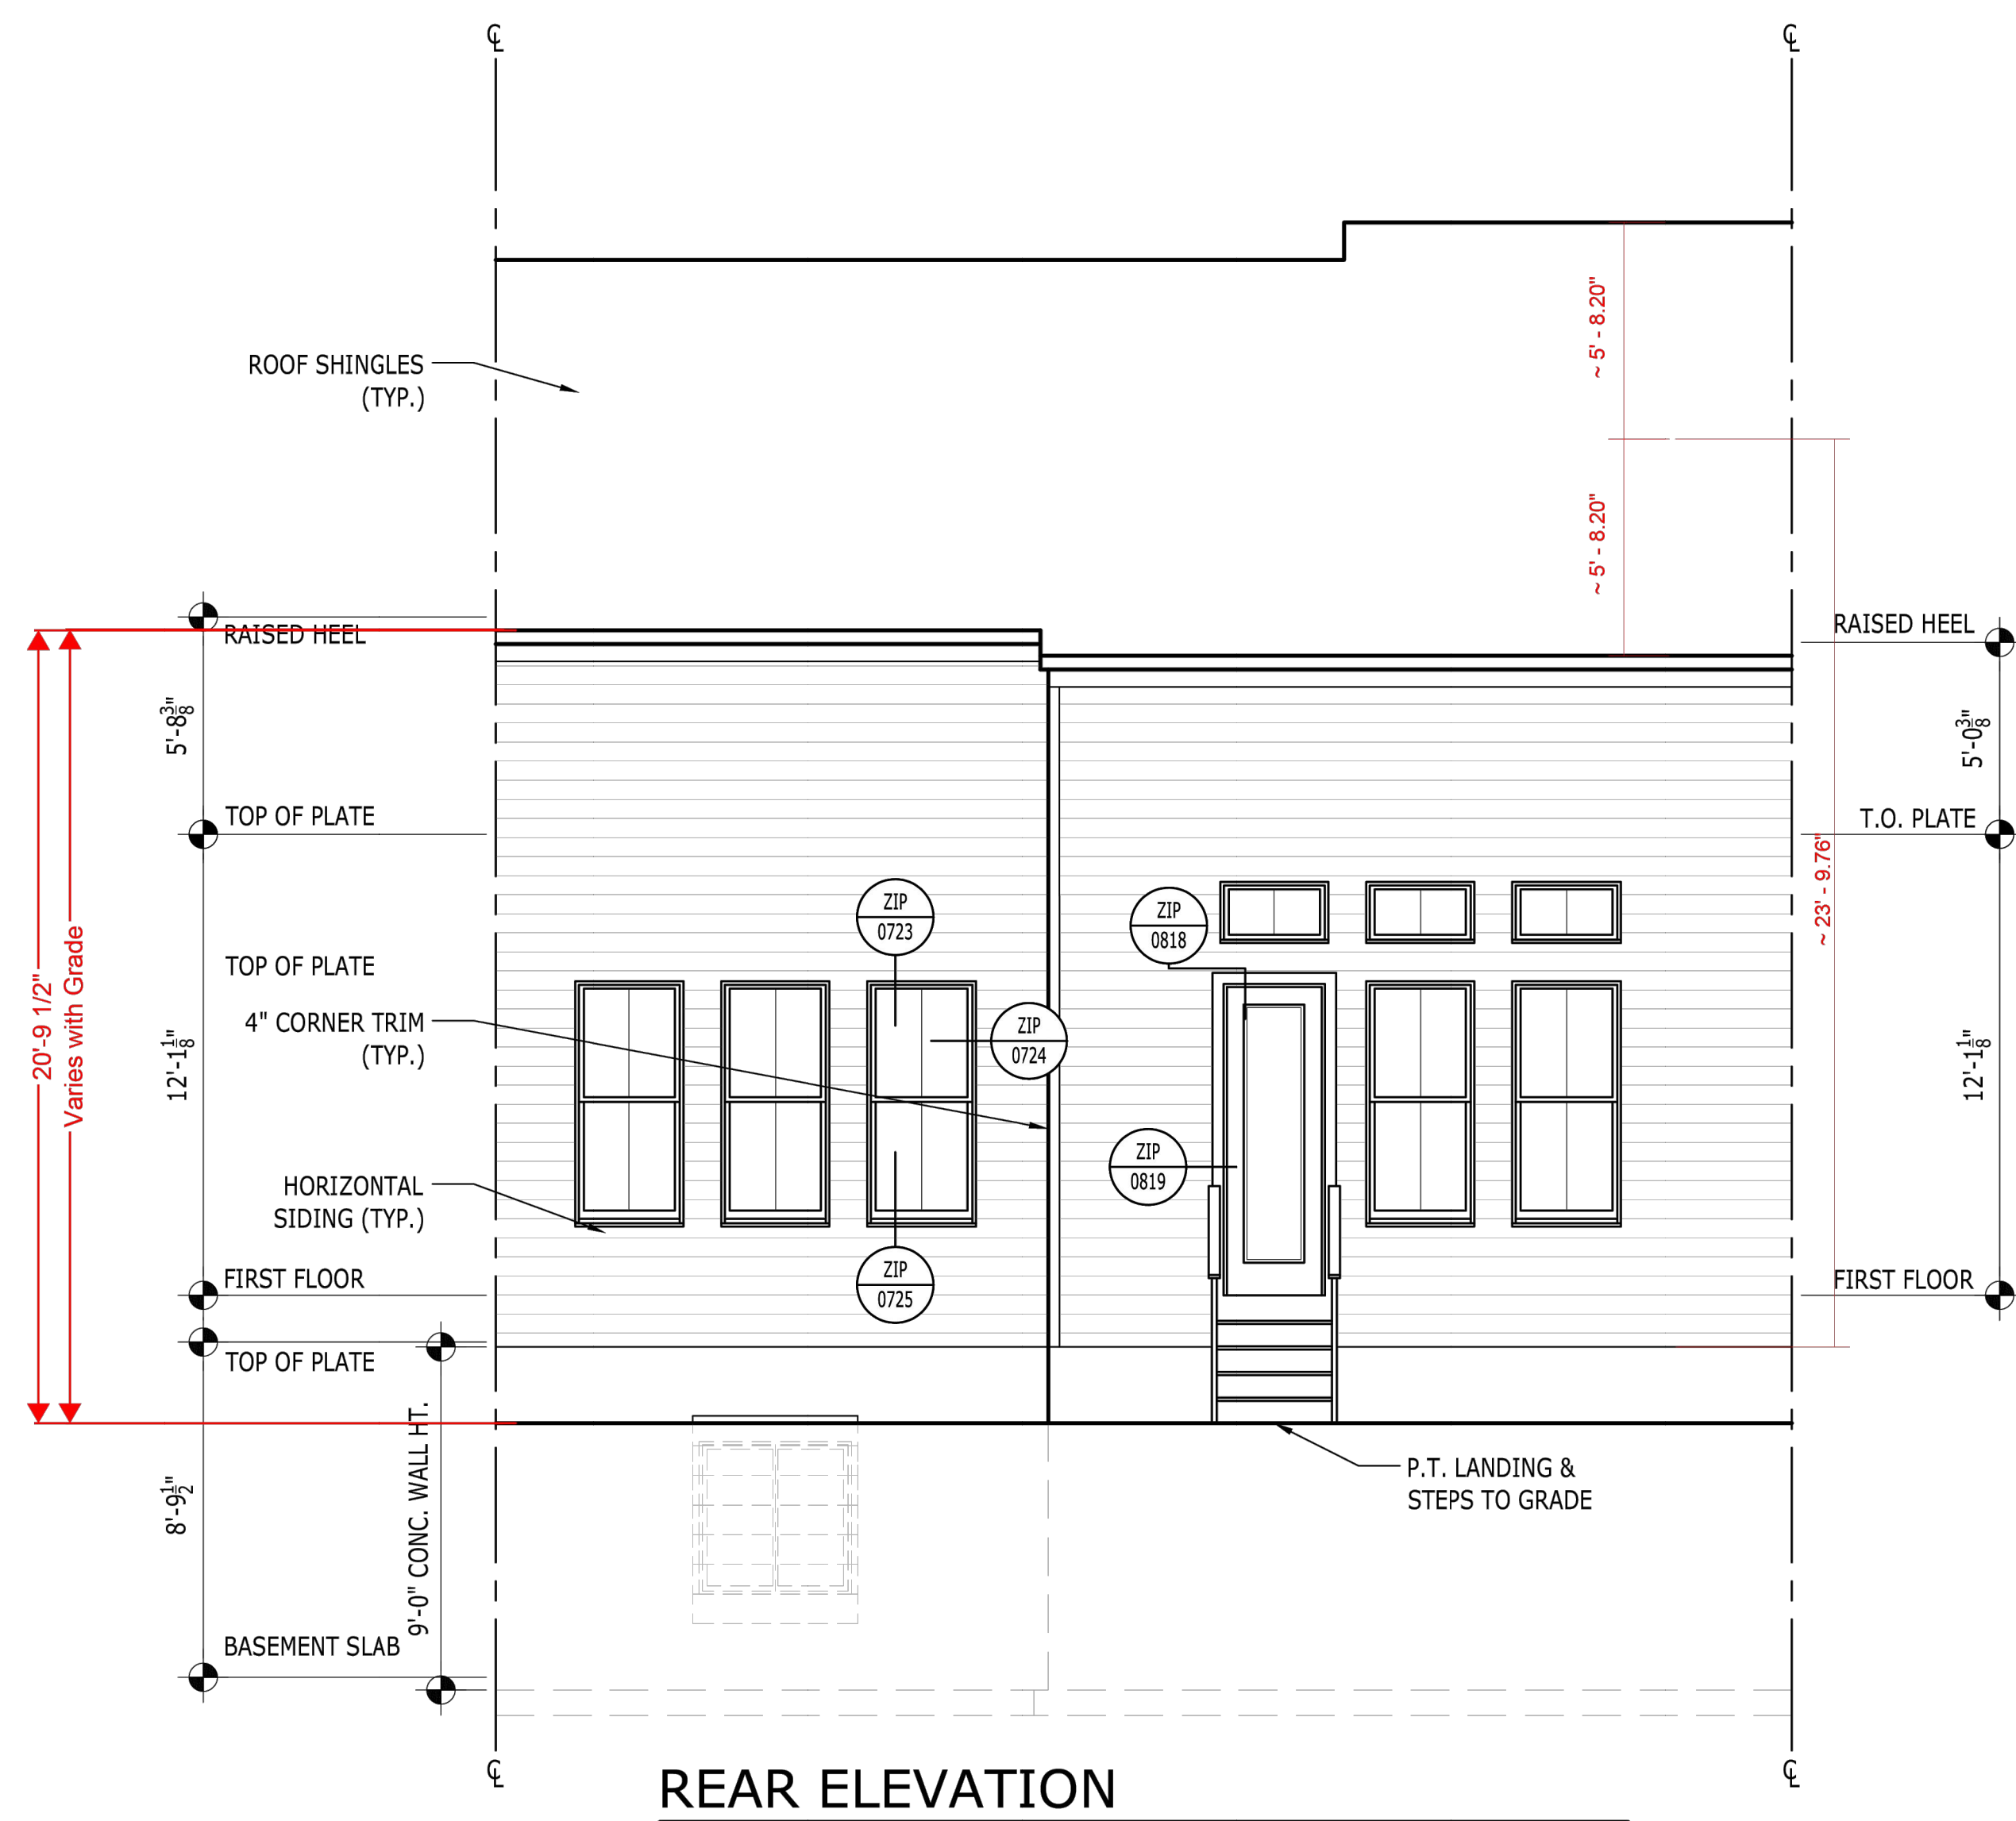 ℄
℄
ROOF SHINGLES
(TYP.)
~ 5' - 8.20"
~ 5' - 8.20"
RAISED HEEL
RAISED HEEL
5'-8 3/8"
5'-0 3/8"
TOP OF PLATE
T.O. PLATE
~ 23' - 9.76"
ZIP
0723
ZIP
0818
TOP OF PLATE
20'-9 1/2"
Varies with Grade
4" CORNER TRIM
(TYP.)
ZIP
0724
12'-1 1/8"
12'-1 1/8"
ZIP
0819
HORIZONTAL
SIDING (TYP.)
FIRST FLOOR
ZIP
0725
FIRST FLOOR
TOP OF PLATE
9'-0" CONC. WALL HT.
8'-9 1/2"
P.T. LANDING &
STEPS TO GRADE
BASEMENT SLAB
℄
℄
REAR ELEVATION